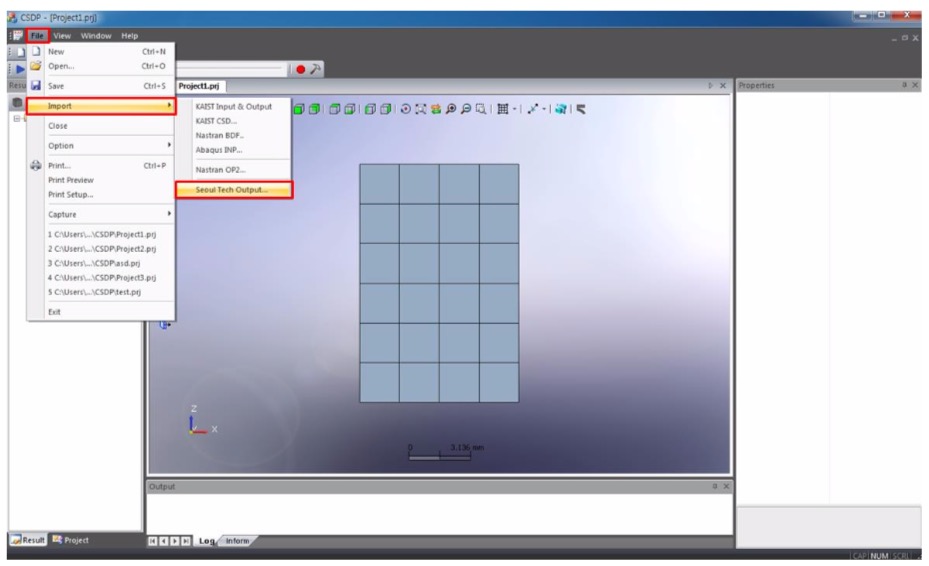 CSDP - [Project1.prj]
File View Window Help
New Ctrl+N
Open... Ctrl+O
Save Ctrl+S
Import
Close
Option
Print... Ctrl+P
Print Preview
Print Setup...
Capture
1 C:\Users\...\CSDP\Project1.prj
2 C:\Users\...\CSDP\Project2.prj
3 C:\Users\...\CSDP\asd.prj
4 C:\Users\...\CSDP\Project3.prj
5 C:\Users\...\CSDP\test.prj
Exit
KAIST Input & Output
KAIST CSD...
Nastran BDF..
Abaqus INP...
Nastran OP2...
Seoul Tech Output...
Project1.prj
Properties
Z
X
0 3.136 mm
Output
Result Project
Log Inform
CAP NUM SCRL